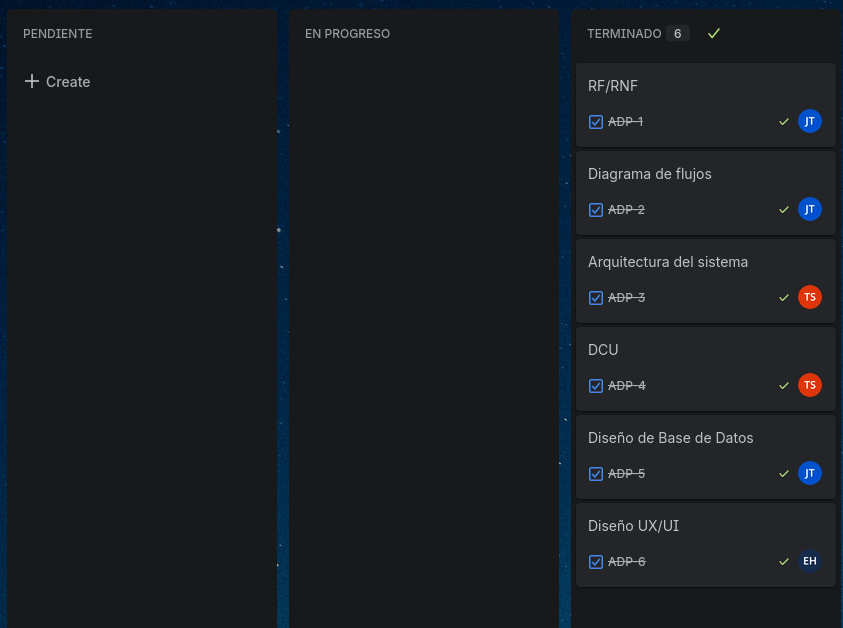 PENDIENTE
Create
EN PROGRESO
TERMINADO 6
RF/RNF
ADP-1
JT
Diagrama de flujos
ADP-2
JT
Arquitectura del sistema
ADP-3
TS
DCU
ADP-4
TS
Diseño de Base de Datos
ADP-5
JT
Diseño UX/UI
ADP-6
EH